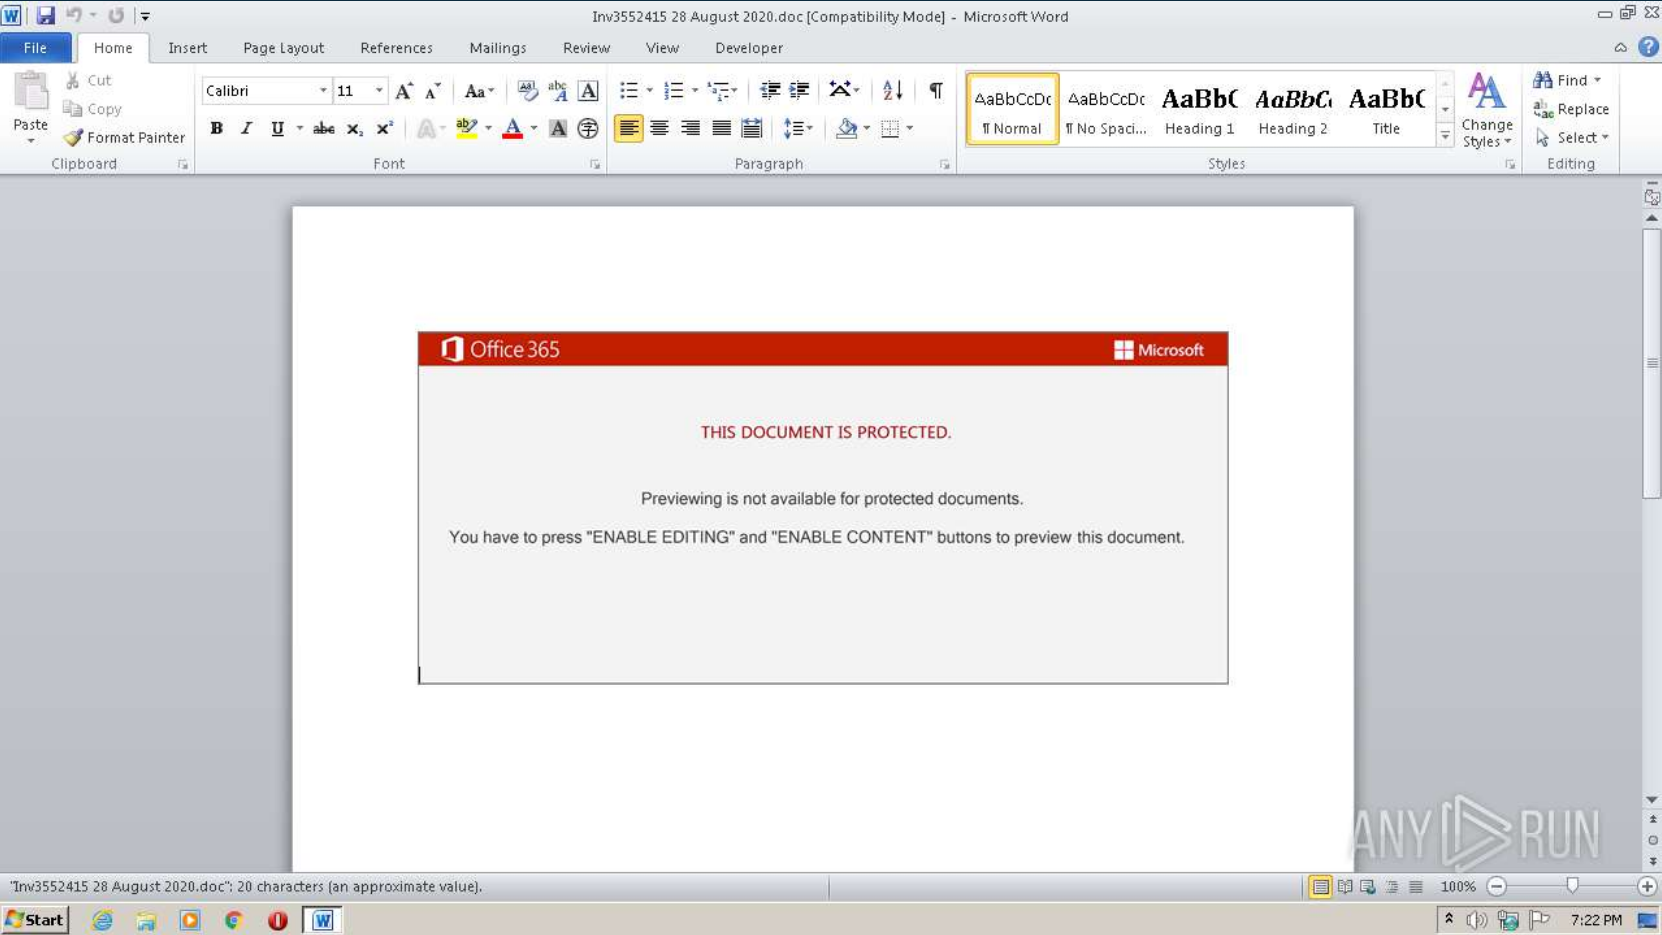 Inv3552415 28 August 2020.doc [Compatibility Mode] - Microsoft Word
File Home Insert Page Layout References Mailings Review View Developer
Paste
Cut
Copy
Format Painter
Clipboard
Calibri 11
Font
Paragraph
AaBbCcDc AaBbCcDc AaBbC AaBbCc AaBbC
¶ Normal ¶ No Spaci... Heading 1 Heading 2 Title
Change Styles
Styles
Find
Replace
Select
Editing
Office 365 Microsoft
THIS DOCUMENT IS PROTECTED.
Previewing is not available for protected documents.
You have to press "ENABLE EDITING" and "ENABLE CONTENT" buttons to preview this document.
ANY RUN
"Inv3552415 28 August 2020.doc": 20 characters (an approximate value).
100%
Start
7:22 PM